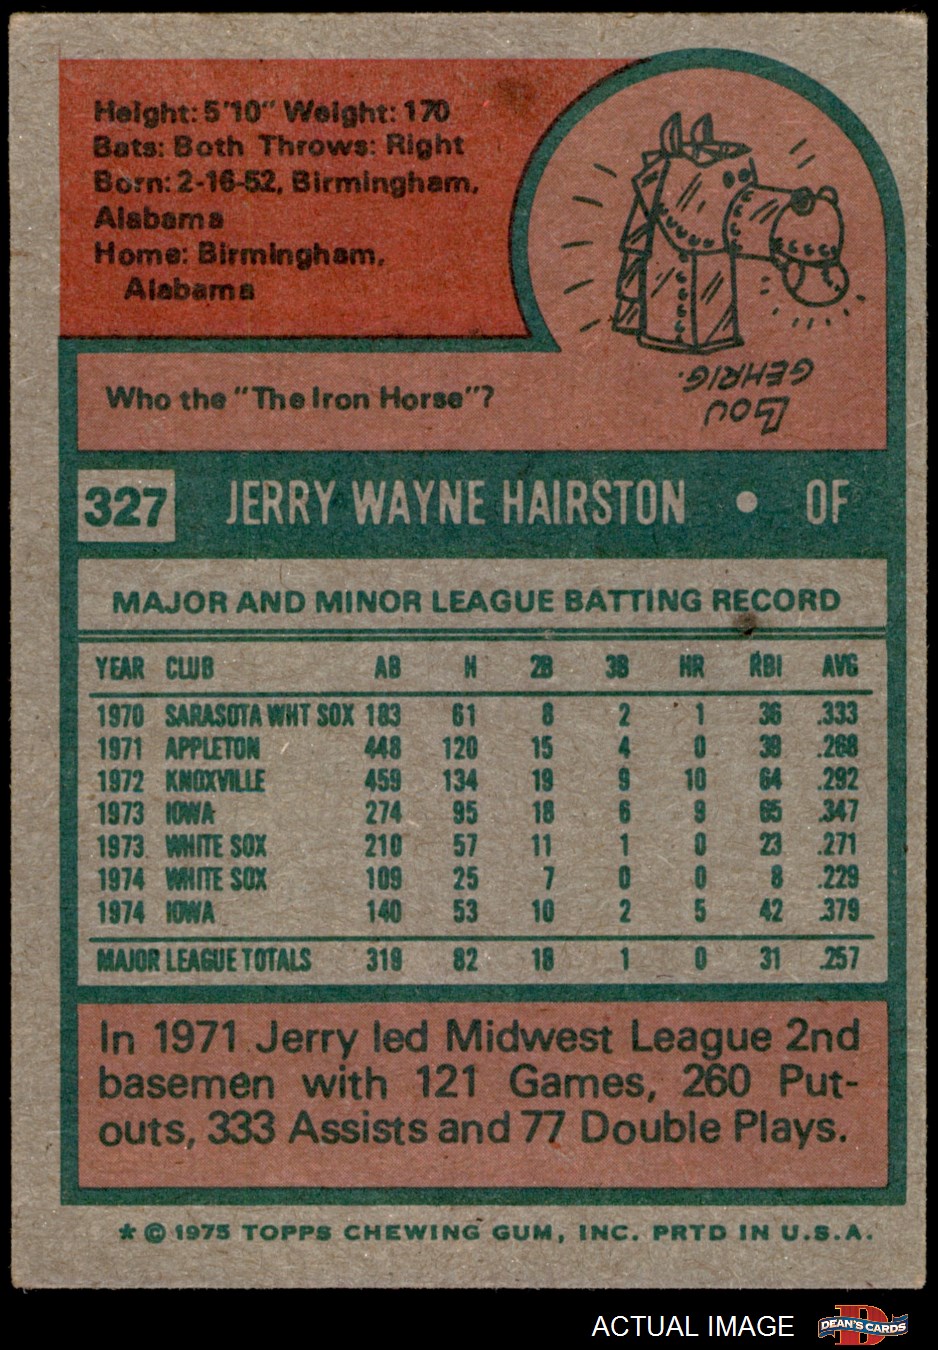 Height: 5'10" Weight: 170
Bats: Both Throws: Right
Born: 2-16-52, Birmingham,
Alabama
Home: Birmingham,
Alabama
Who the "The Iron Horse"?
LOU
GEHRIG.
327 JERRY WAYNE HAIRSTON • OF
MAJOR AND MINOR LEAGUE BATTING RECORD
YEAR CLUB AB H 2B 3B HR RBI AVG
1970 SARASOTA WHT SOX 183 61 8 2 1 36 .333
1971 APPLETON 448 120 15 4 0 39 .268
1972 KNOXVILLE 459 134 19 9 10 64 .292
1973 IOWA 274 95 18 6 9 65 .347
1973 WHITE SOX 210 57 11 1 0 23 .271
1974 WHITE SOX 109 25 7 0 0 8 .229
1974 IOWA 140 53 10 2 5 42 .379
MAJOR LEAGUE TOTALS 319 82 18 1 0 31 .257
In 1971 Jerry led Midwest League 2nd
basemen with 121 Games, 260 Put-
outs, 333 Assists and 77 Double Plays.
* © 1975 TOPPS CHEWING GUM, INC. PRTD IN U.S.A.
ACTUAL IMAGE
D
DEAN'S CARDS